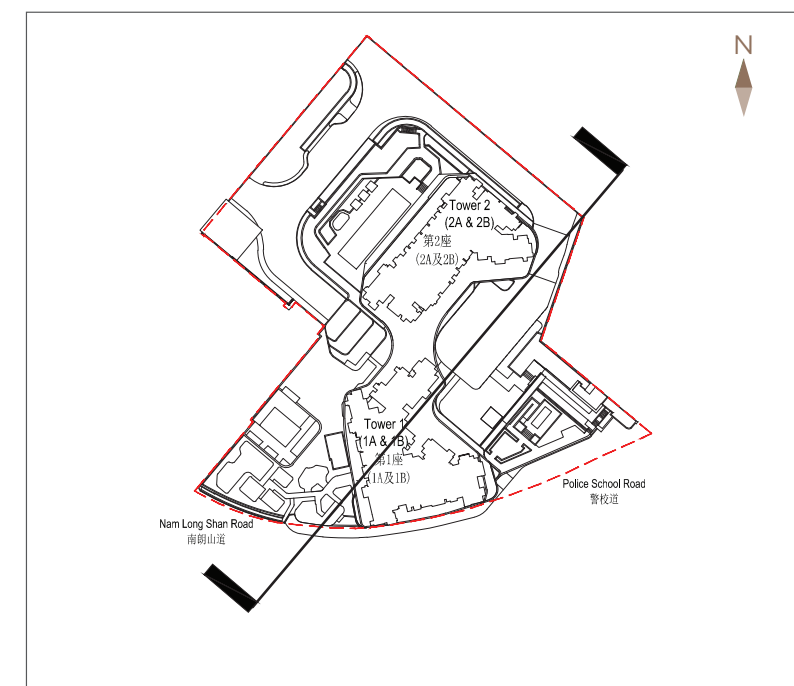 N
Tower 2
(2A & 2B)
第2座
(2A及2B)
Tower 1
(1A & 1B)
第1座
(1A及1B)
Police School Road
警校道
Nam Long Shan Road
南朗山道